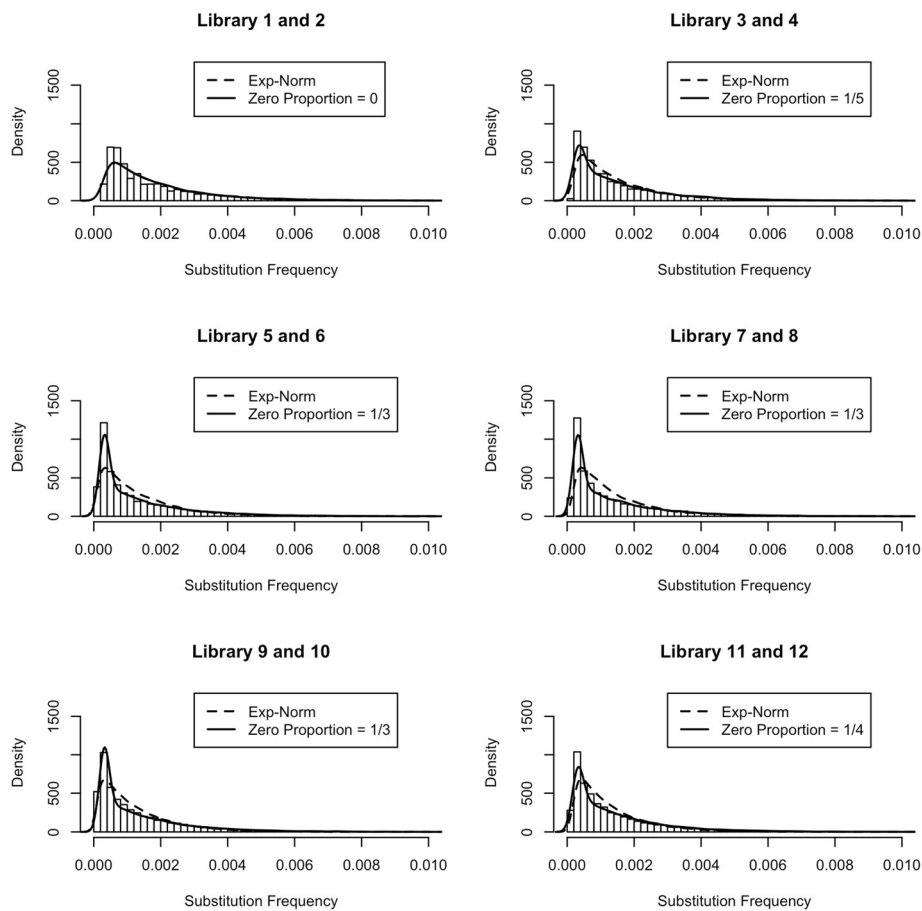 Library 1 and 2
Exp-Norm
Zero Proportion = 0
Density
0 500 1500
0.000 0.002 0.004 0.006 0.008 0.010
Substitution Frequency
Library 3 and 4
Exp-Norm
Zero Proportion = 1/5
Density
0 500 1500
0.000 0.002 0.004 0.006 0.008 0.010
Substitution Frequency
Library 5 and 6
Exp-Norm
Zero Proportion = 1/3
Density
0 500 1500
0.000 0.002 0.004 0.006 0.008 0.010
Substitution Frequency
Library 7 and 8
Exp-Norm
Zero Proportion = 1/3
Density
0 500 1500
0.000 0.002 0.004 0.006 0.008 0.010
Substitution Frequency
Library 9 and 10
Exp-Norm
Zero Proportion = 1/3
Density
0 500 1500
0.000 0.002 0.004 0.006 0.008 0.010
Substitution Frequency
Library 11 and 12
Exp-Norm
Zero Proportion = 1/4
Density
0 500 1500
0.000 0.002 0.004 0.006 0.008 0.010
Substitution Frequency